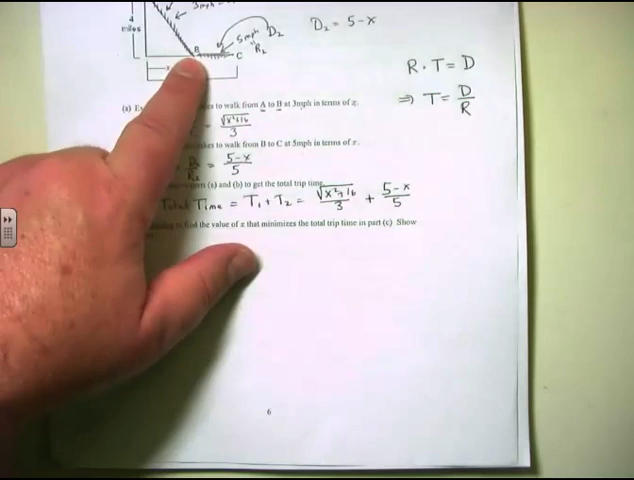 3mph
4 miles
5mph
D₂
R₂
B
C
x
D₂ = 5-x
R · T = D
⇒ T = D/R
(a) takes to walk from A to B at 3mph in terms of x.
= √(x²+16)/3
takes to walk from B to C at 5mph in terms of x.
D₂/R₂ = (5-x)/5
(a) and (b) to get the total trip time.
Total Time = T₁ + T₂ = √(x²+16)/3 + (5-x)/5
to find the value of x that minimizes the total trip time in part (c) Show
6